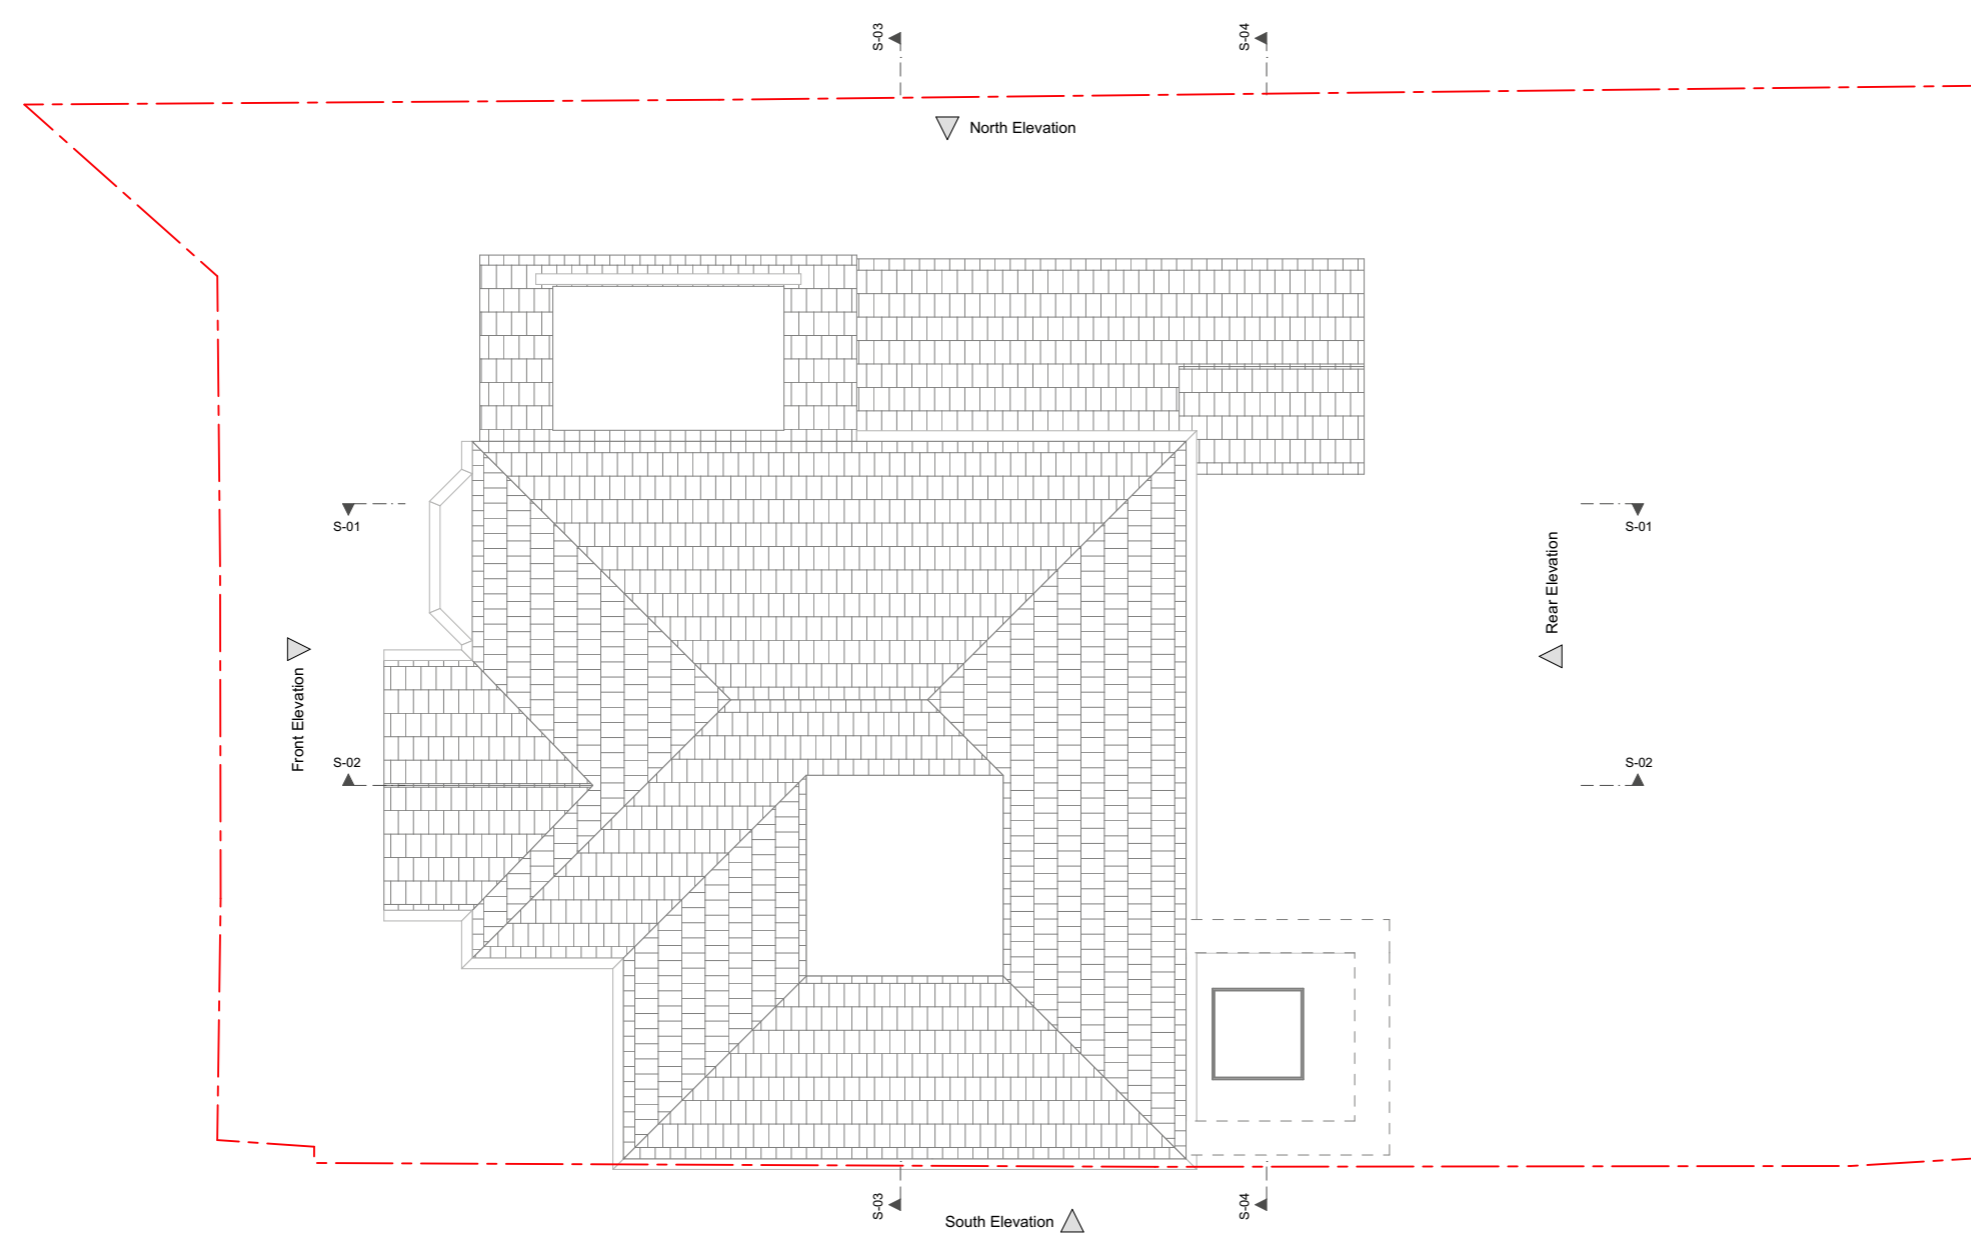 S-03
S-04
North Elevation
S-01
S-01
Rear Elevation
Front Elevation
S-02
S-02
S-03
S-04
South Elevation